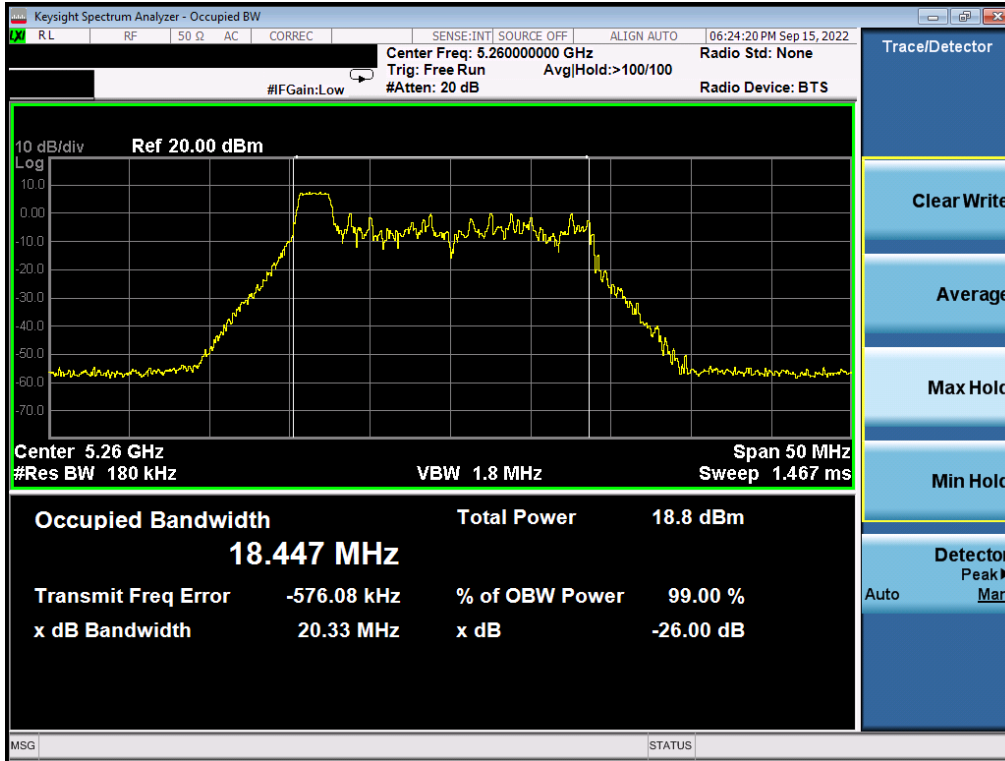 Keysight Spectrum Analyzer - Occupied BW
LXI RL RF 50 Ω AC CORREC SENSE:INT SOURCE OFF ALIGN AUTO 06:24:20 PM Sep 15, 2022
Center Freq: 5.260000000 GHz Radio Std: None
Trig: Free Run Avg|Hold:>100/100
#IFGain:Low #Atten: 20 dB Radio Device: BTS
Trace/Detector
10 dB/div Ref 20.00 dBm
Log
10.0
0.00
-10.0
-20.0
-30.0
-40.0
-50.0
-60.0
-70.0
Center 5.26 GHz Span 50 MHz
#Res BW 180 kHz VBW 1.8 MHz Sweep 1.467 ms
Occupied Bandwidth Total Power 18.8 dBm
18.447 MHz
Transmit Freq Error -576.08 kHz % of OBW Power 99.00 %
x dB Bandwidth 20.33 MHz x dB -26.00 dB
Clear Write
Average
Max Hold
Min Hold
Detector
Peak▶
Auto Man
MSG STATUS